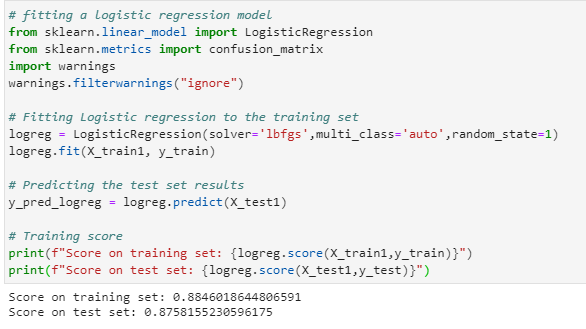 # fitting a logistic regression model
from sklearn.linear_model import LogisticRegression
from sklearn.metrics import confusion_matrix
import warnings
warnings.filterwarnings("ignore")
# Fitting Logistic regression to the training set
logreg = LogisticRegression(solver='lbfgs',multi_class='auto',random_state=1)
logreg.fit(X_train1, y_train)
# Predicting the test set results
y_pred_logreg = logreg.predict(X_test1)
# Training score
print(f"Score on training set: {logreg.score(X_train1,y_train)}")
print(f"Score on test set: {logreg.score(X_test1,y_test)}")
Score on training set: 0.8846018644806591
Score on test set: 0.8758155230596175